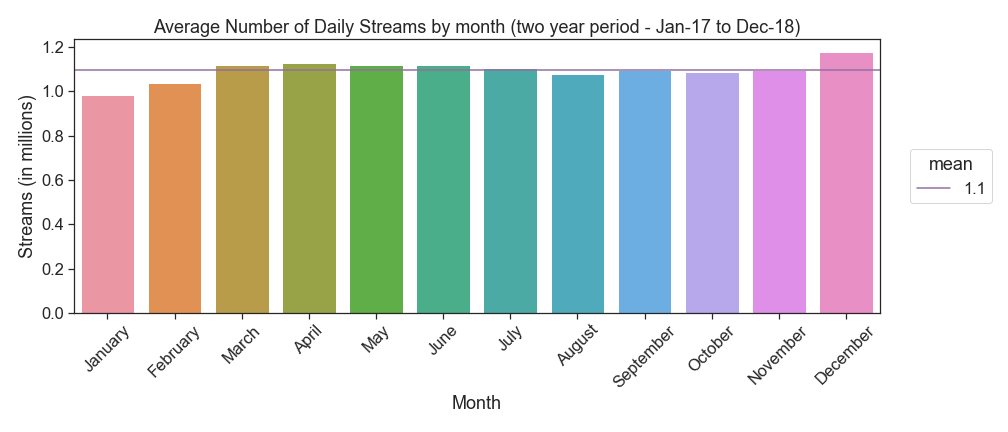 Average Number of Daily Streams by month (two year period - Jan-17 to Dec-18)
Streams (in millions)
1.2
1.0
0.8
0.6
0.4
0.2
0.0
January
February
March
April
May
June
July
August
September
October
November
December
Month
mean
1.1